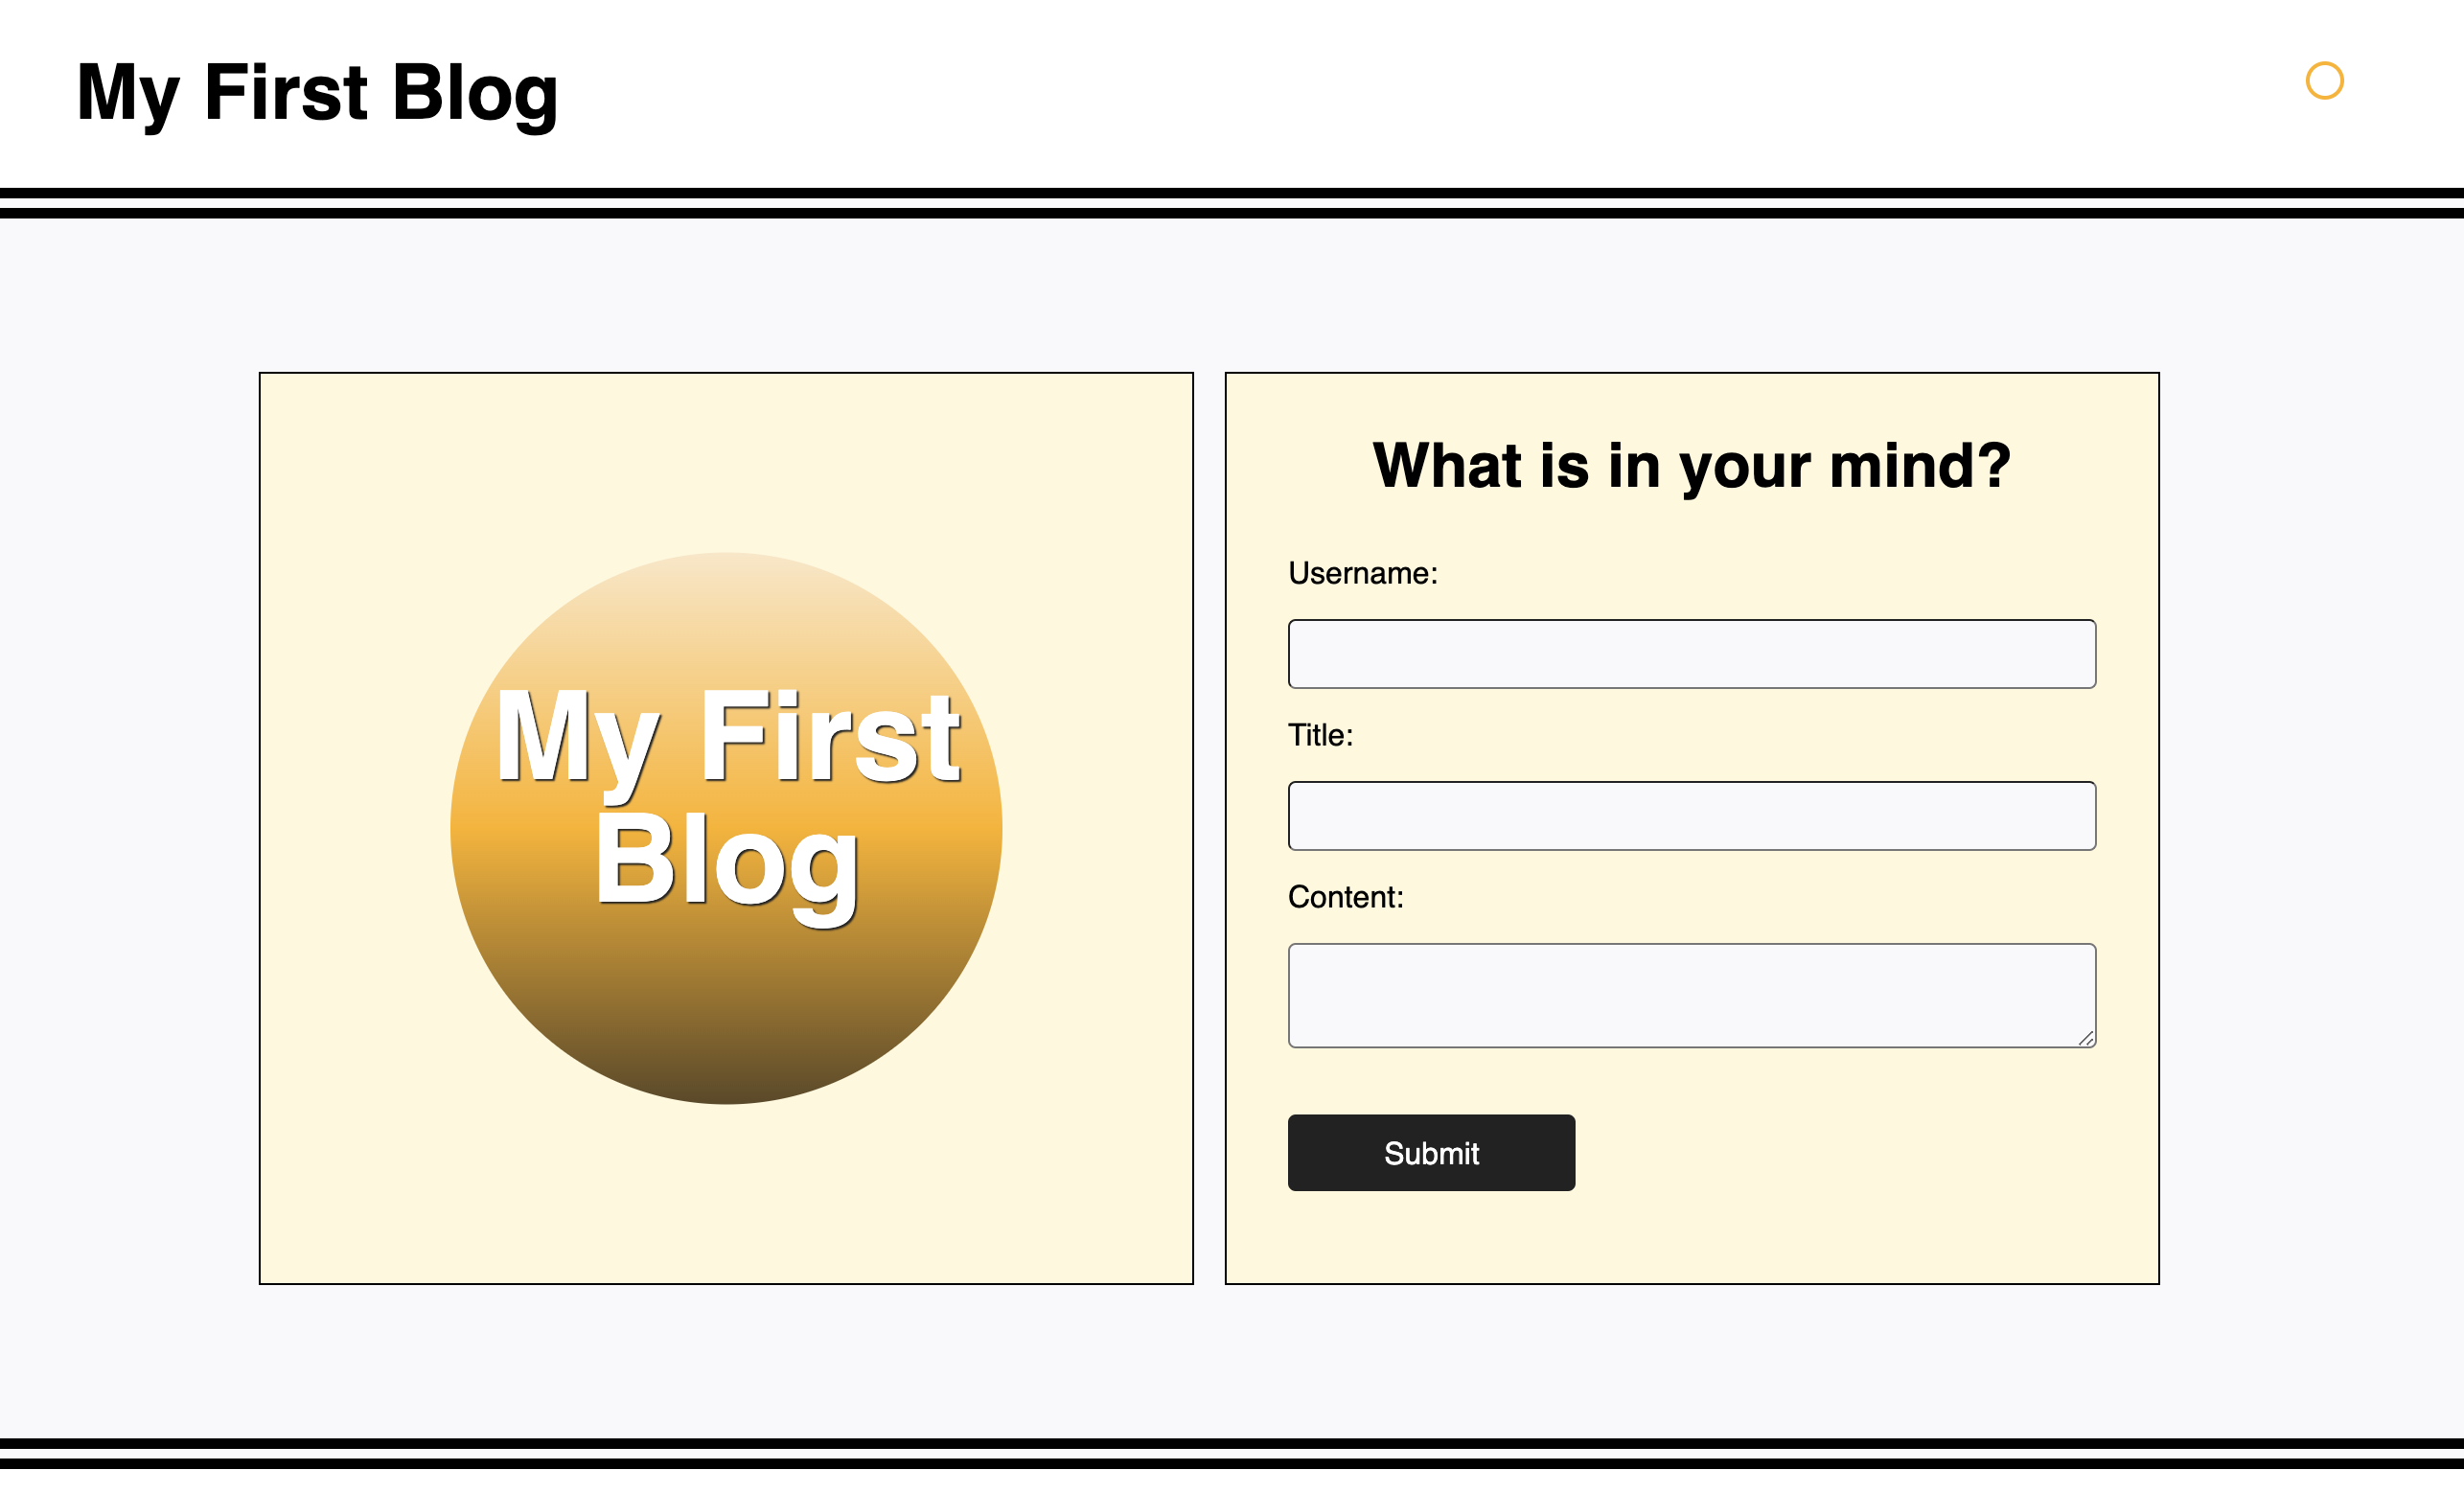 My First Blog
My First
Blog
What is in your mind?
Username:
Title:
Content:
Submit